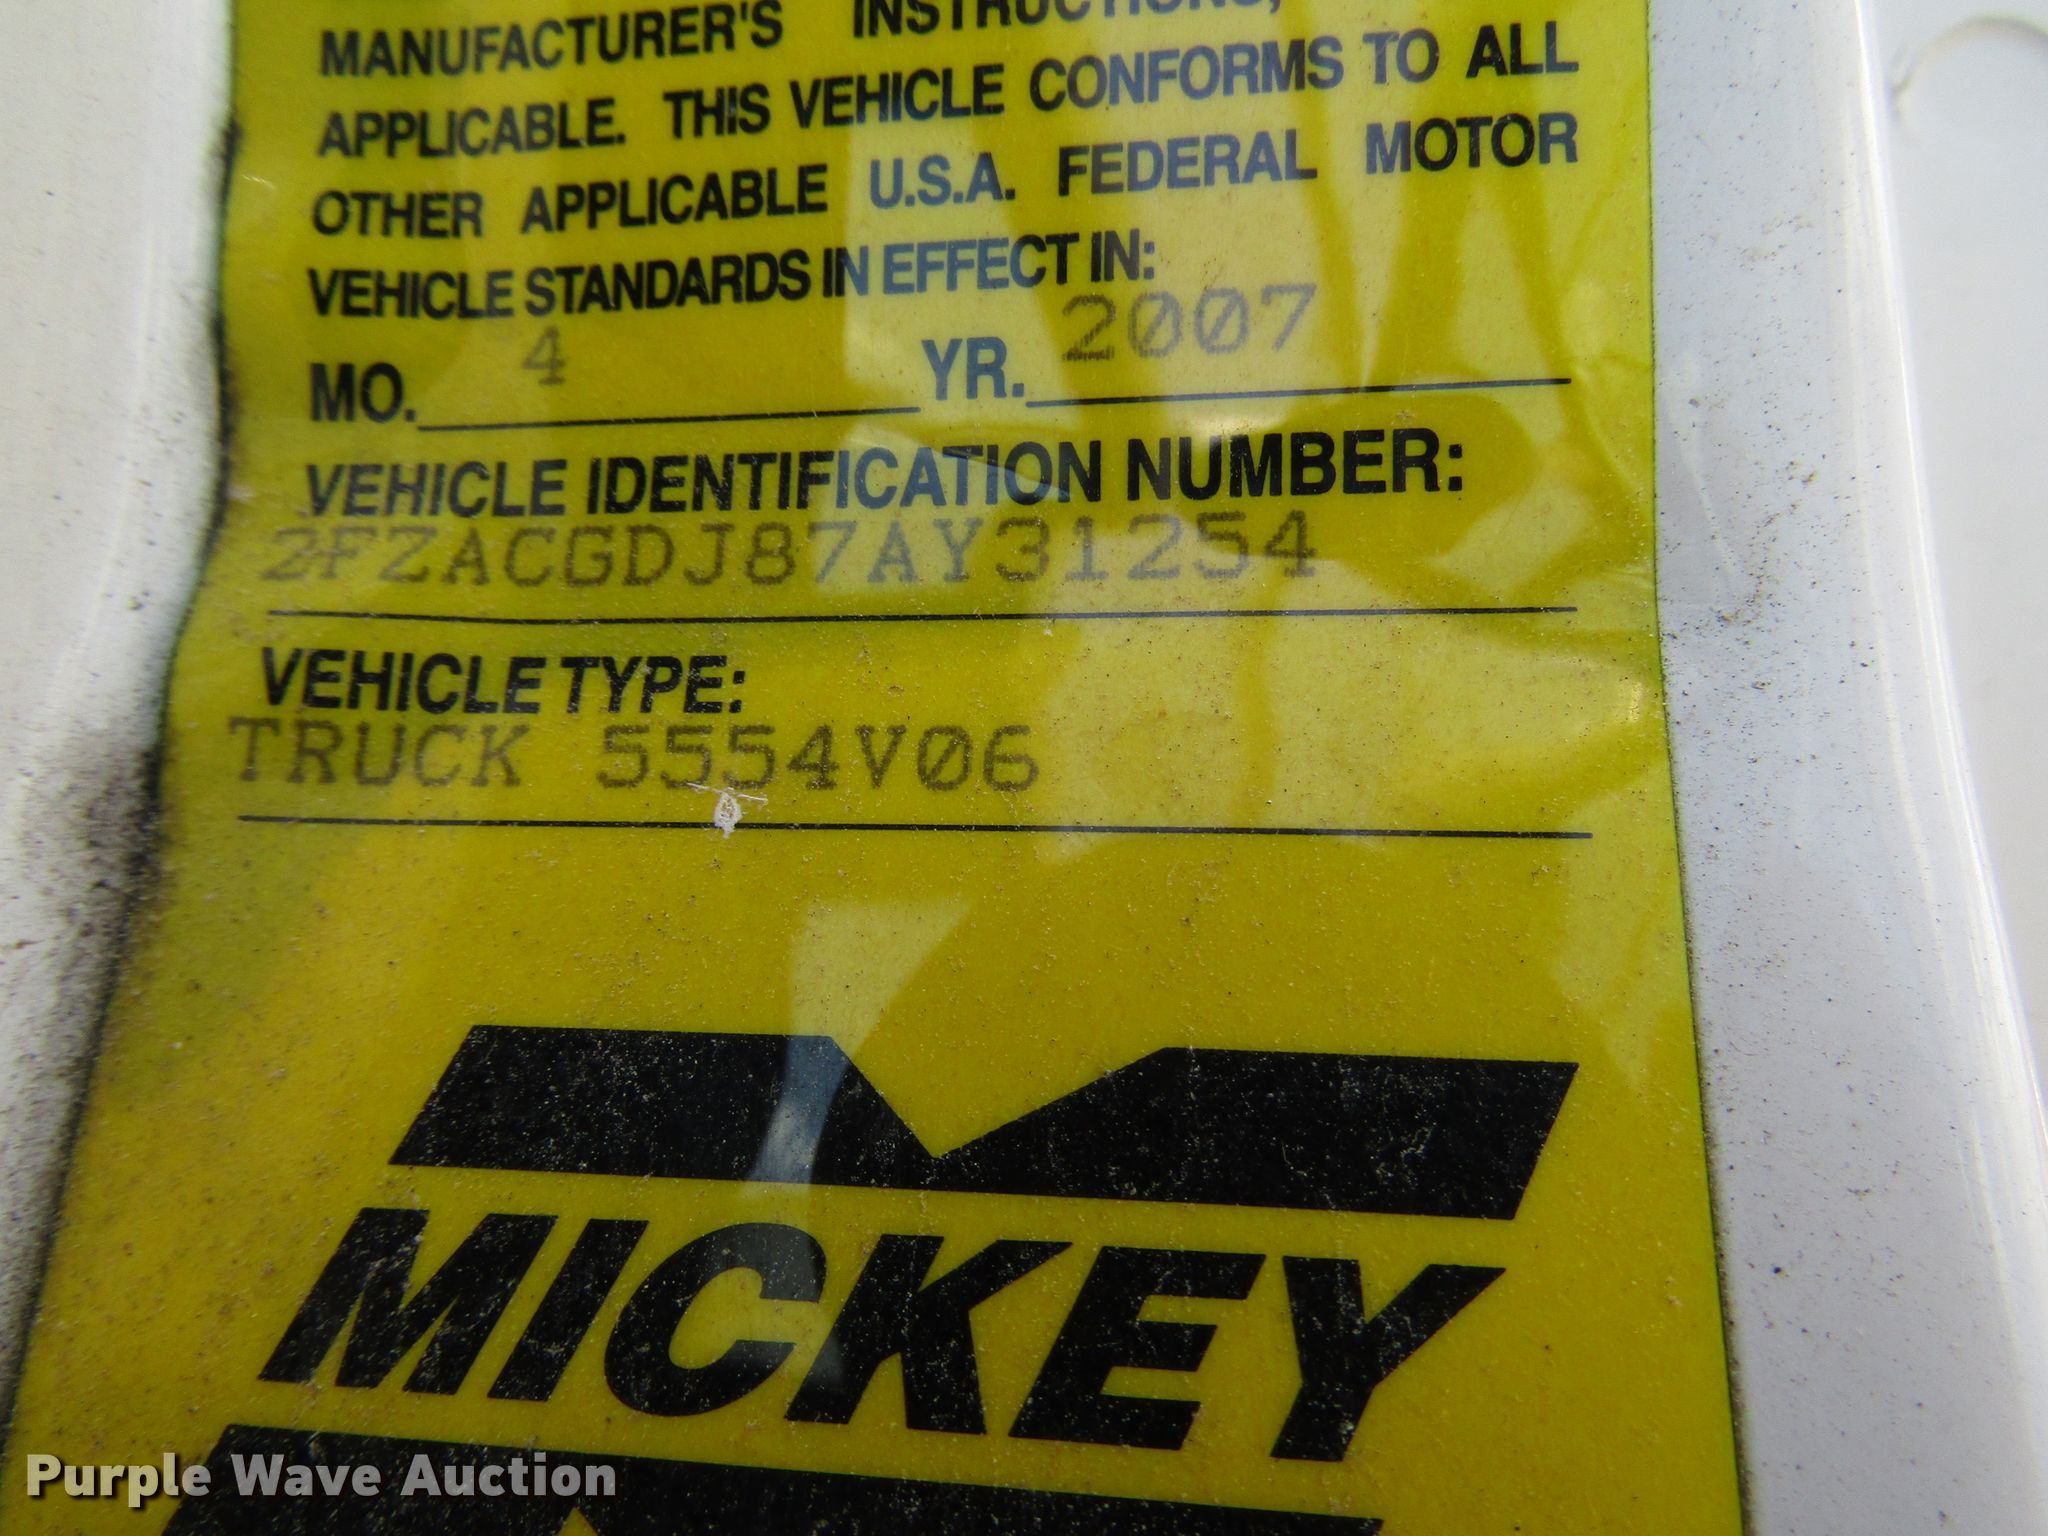 MANUFACTURER'S INSTRUCTIONS,
APPLICABLE. THIS VEHICLE CONFORMS TO ALL
OTHER APPLICABLE U.S.A. FEDERAL MOTOR
VEHICLE STANDARDS IN EFFECT IN:
MO. 4 YR. 2007
VEHICLE IDENTIFICATION NUMBER:
2FZACGDJ87AY31254
VEHICLE TYPE:
TRUCK 5554V06
MICKEY
Purple Wave Auction